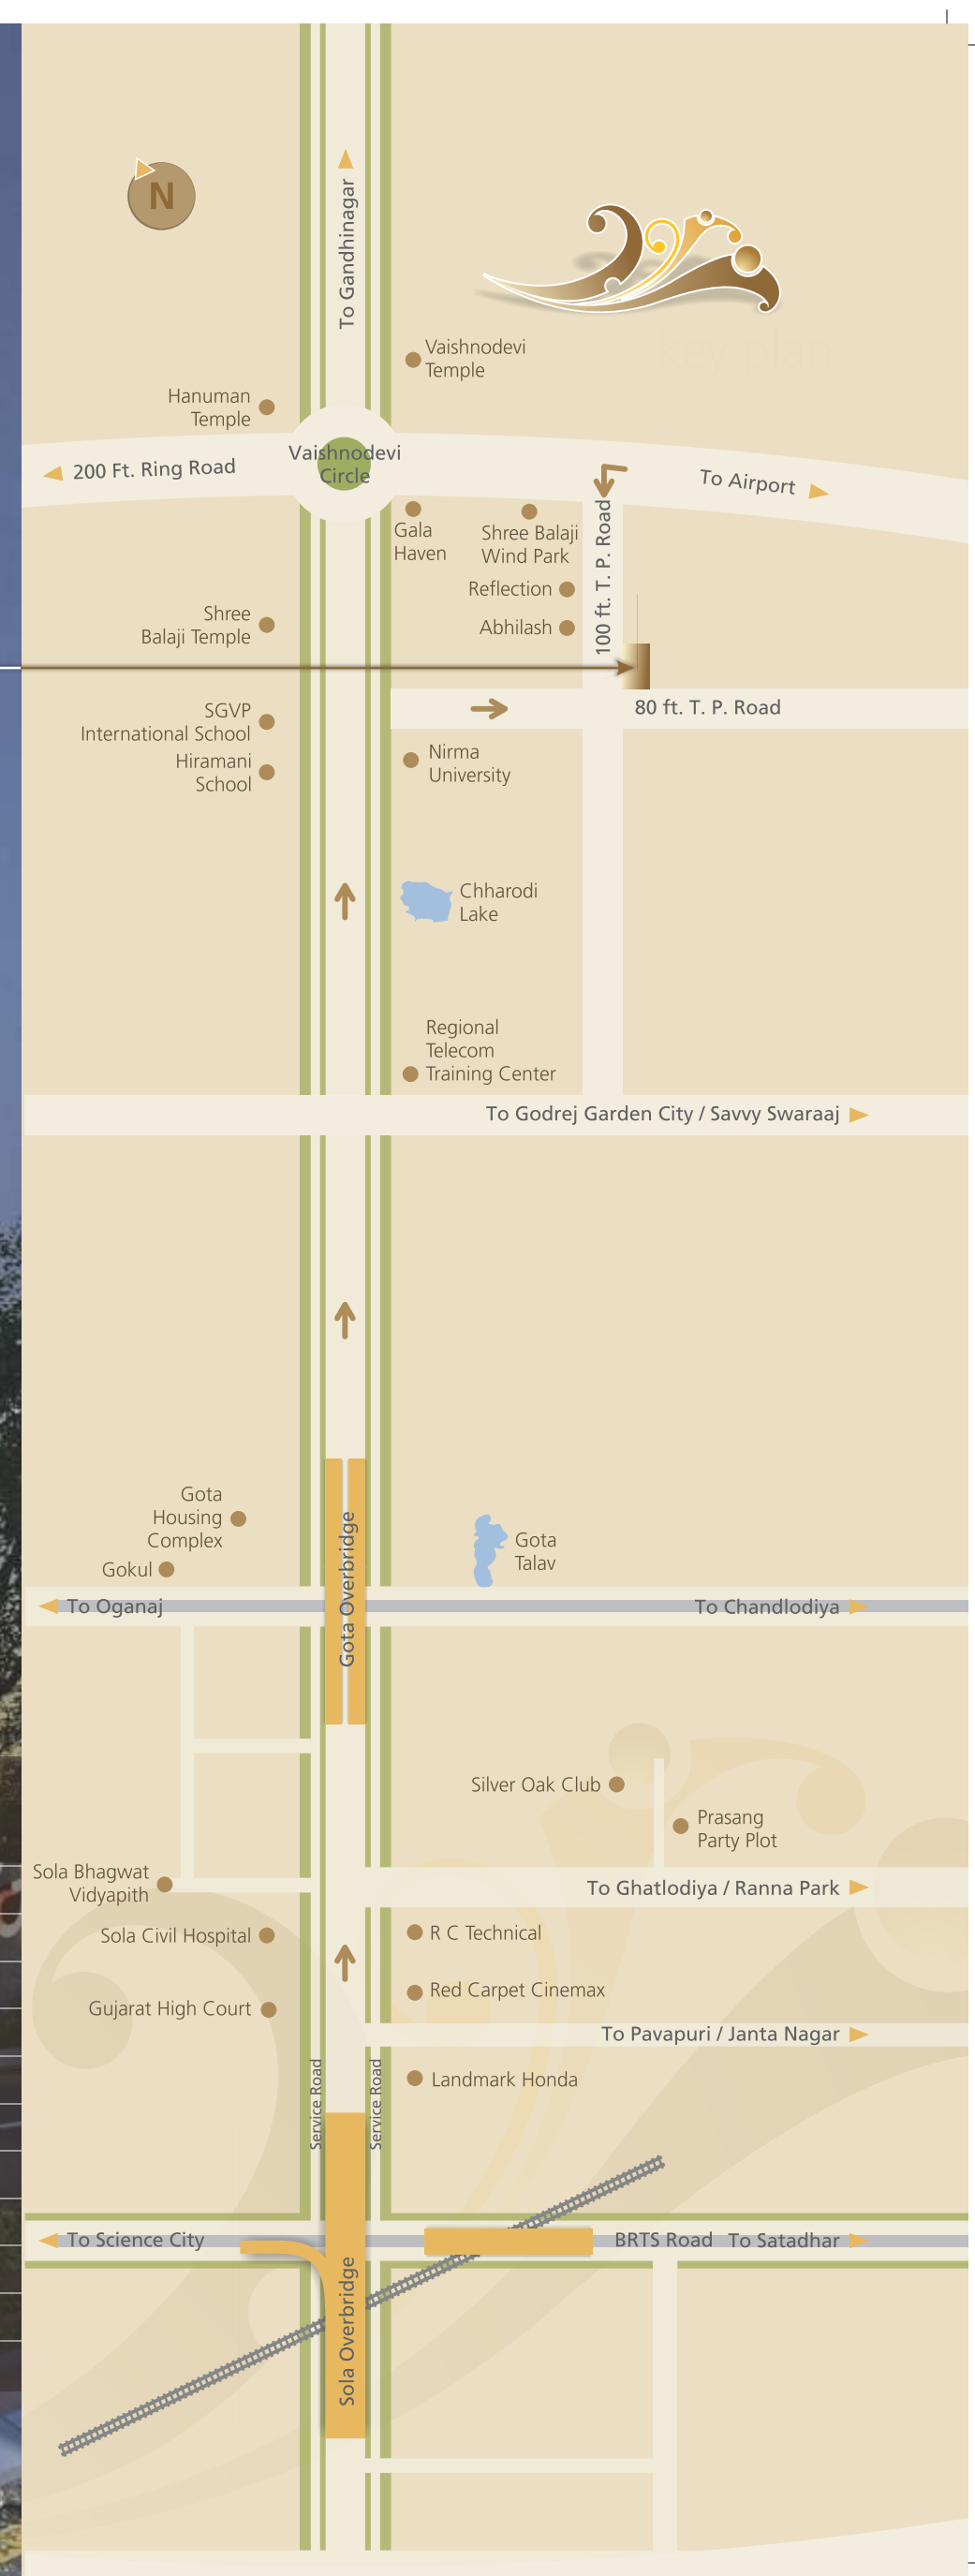 N
To Gandhinagar
key plan
Vaishnodevi
Temple
Hanuman
Temple
Vaishnodevi
Circle
200 Ft. Ring Road
To Airport
Gala
Haven
Shree Balaji
Wind Park
100 ft. T. P. Road
Reflection
Abhilash
Shree
Balaji Temple
SGVP
International School
80 ft. T. P. Road
Hiramani
School
Nirma
University
Chharodi
Lake
Regional
Telecom
Training Center
To Godrej Garden City / Savvy Swaraaj
Gota
Housing
Complex
Gokul
Gota Overbridge
Gota
Talav
To Oganaj
To Chandlodiya
Silver Oak Club
Prasang
Party Plot
Sola Bhagwat
Vidyapith
To Ghatlodiya / Ranna Park
Sola Civil Hospital
R C Technical
Gujarat High Court
Red Carpet Cinemax
To Pavapuri / Janta Nagar
Service Road
Service Road
Landmark Honda
To Science City
BRTS Road
To Satadhar
Sola Overbridge